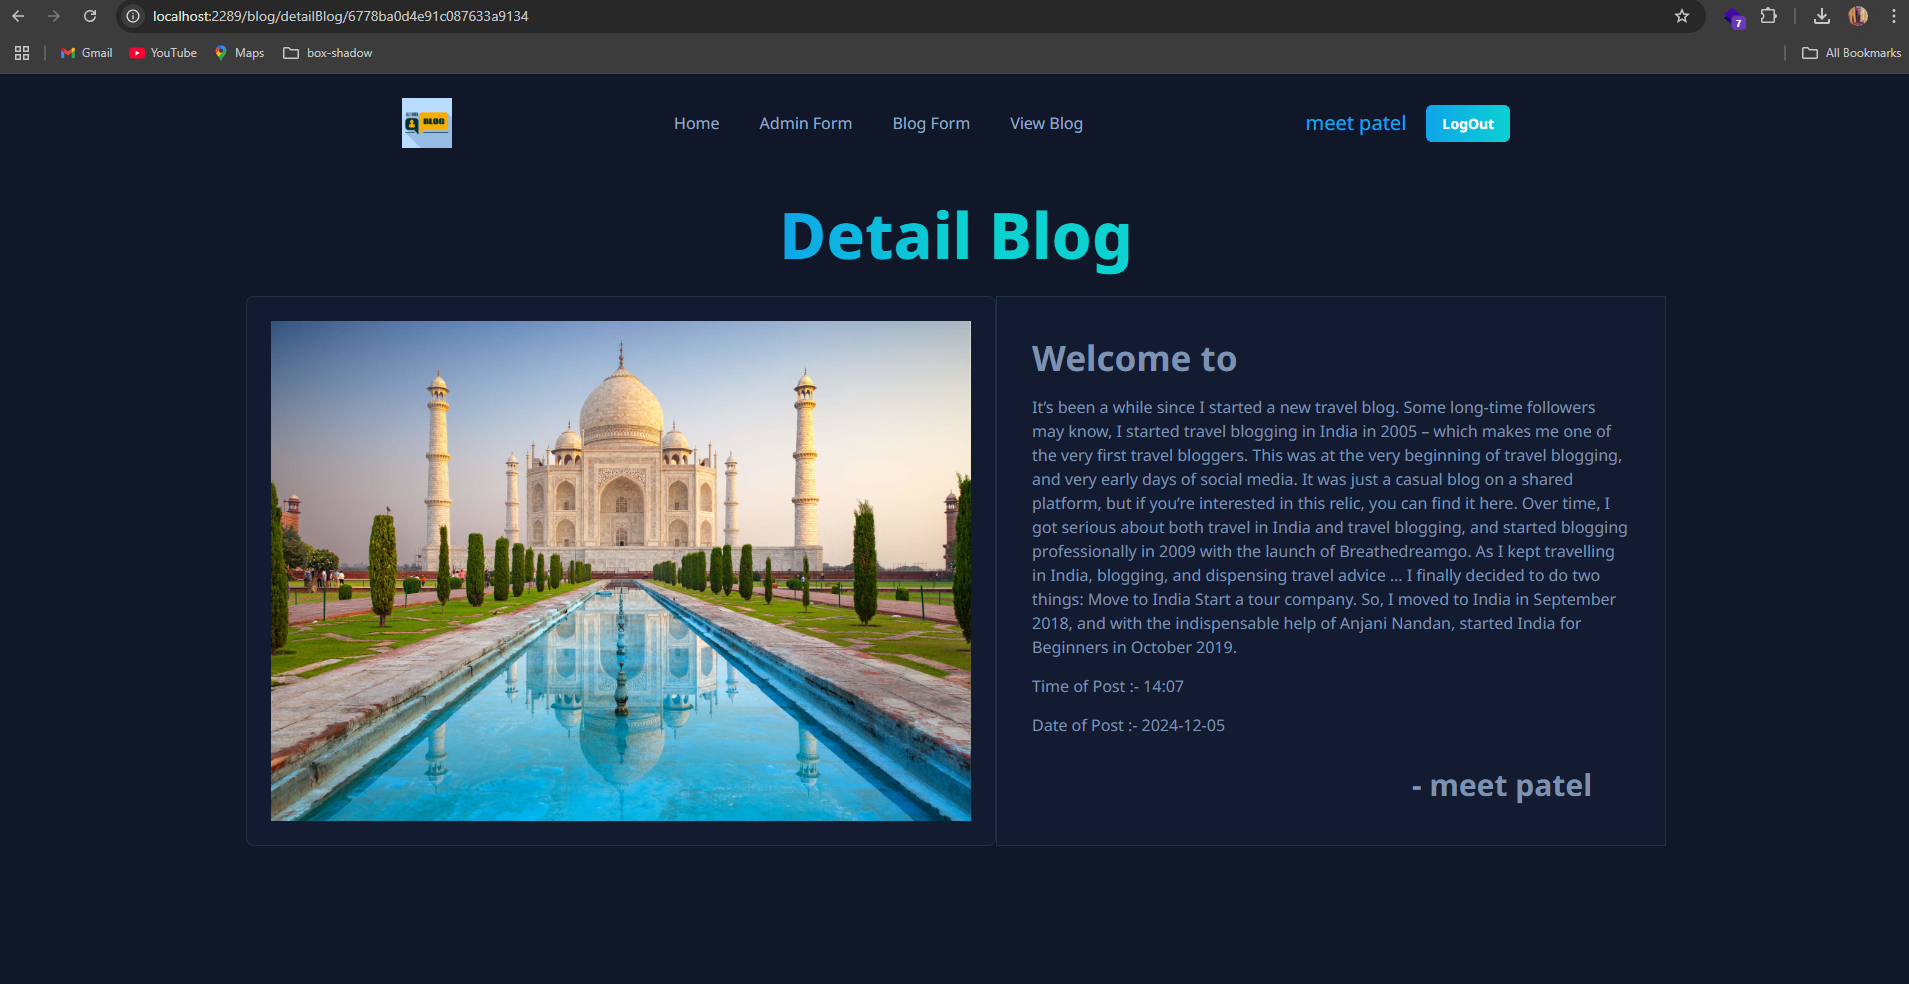 localhost:2289/blog/detailBlog/6778ba0d4e91c087633a9134
7
Gmail
YouTube
Maps
box-shadow
All Bookmarks
BLOG
Home
Admin Form
Blog Form
View Blog
meet patel
LogOut
Detail Blog
Welcome to
It’s been a while since I started a new travel blog. Some long-time followers
may know, I started travel blogging in India in 2005 – which makes me one of
the very first travel bloggers. This was at the very beginning of travel blogging,
and very early days of social media. It was just a casual blog on a shared
platform, but if you’re interested in this relic, you can find it here. Over time, I
got serious about both travel in India and travel blogging, and started blogging
professionally in 2009 with the launch of Breathedreamgo. As I kept travelling
in India, blogging, and dispensing travel advice … I finally decided to do two
things: Move to India Start a tour company. So, I moved to India in September
2018, and with the indispensable help of Anjani Nandan, started India for
Beginners in October 2019.
Time of Post :- 14:07
Date of Post :- 2024-12-05
- meet patel